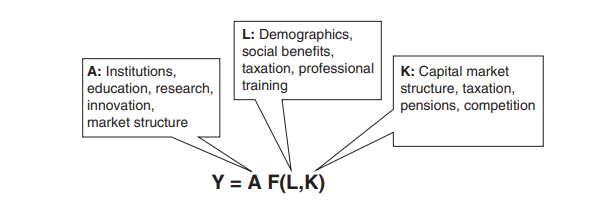 L: Demographics,
social benefits,
taxation, professional
training
A: Institutions,
education, research,
innovation,
market structure
K: Capital market
structure, taxation,
pensions, competition
Y = A F(L,K)